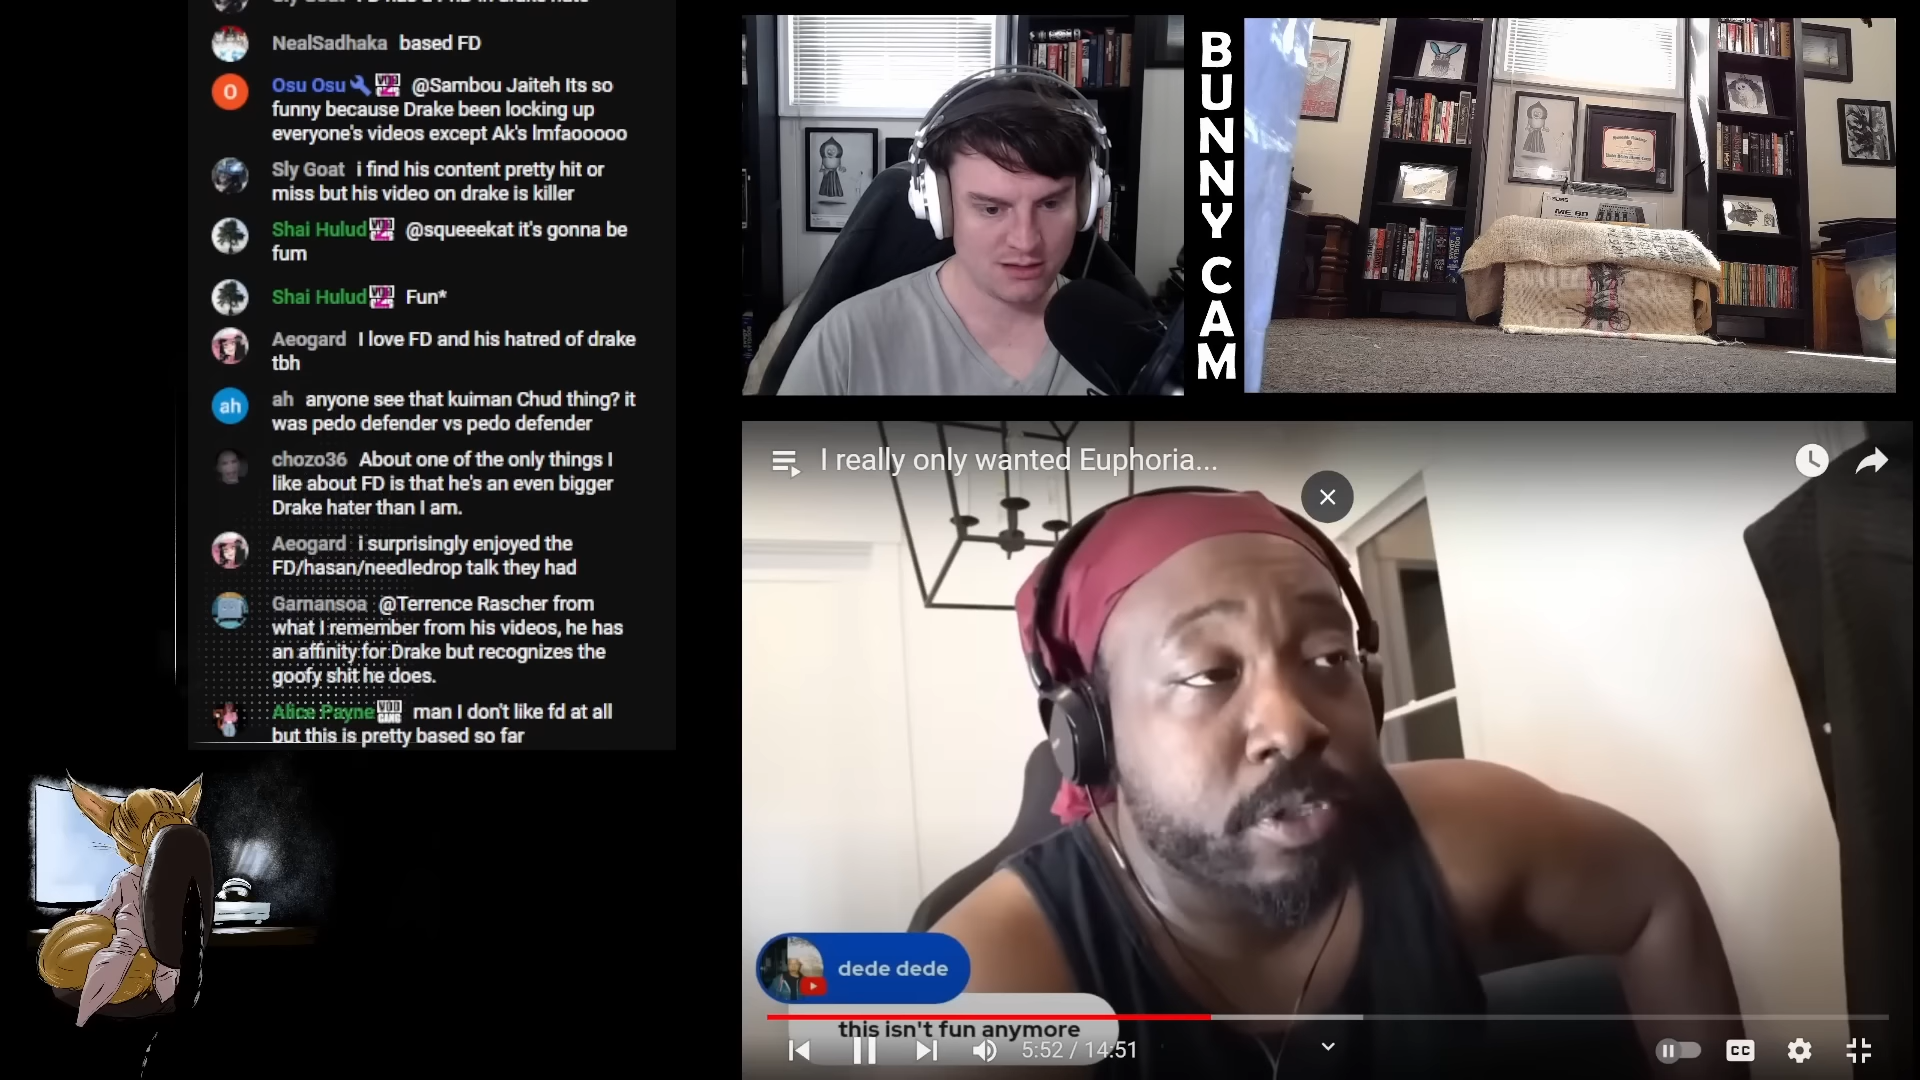 NealSadhaka based FD
O
Osu Osu @Sambou Jaiteh Its so
funny because Drake been locking up
everyone's videos except Ak's lmfaooooo
Sly Goat i find his content pretty hit or
miss but his video on drake is killer
Shai Hulud @squeeekat it's gonna be
fum
Shai Hulud Fun*
Aeogard I love FD and his hatred of drake
tbh
ah
ah anyone see that kuiman Chud thing? it
was pedo defender vs pedo defender
chozo36 About one of the only things I
like about FD is that he's an even bigger
Drake hater than I am.
Aeogard i surprisingly enjoyed the
FD/hasan/needledrop talk they had
Garnansoa @Terrence Rascher from
what I remember from his videos, he has
an affinity for Drake but recognizes the
goofy shit he does.
Alice Payne man I don't like fd at all
but this is pretty based so far
BUNNY CAM
ME-80
I really only wanted Euphoria...
dede dede
this isn't fun anymore
5:52 / 14:51
CC